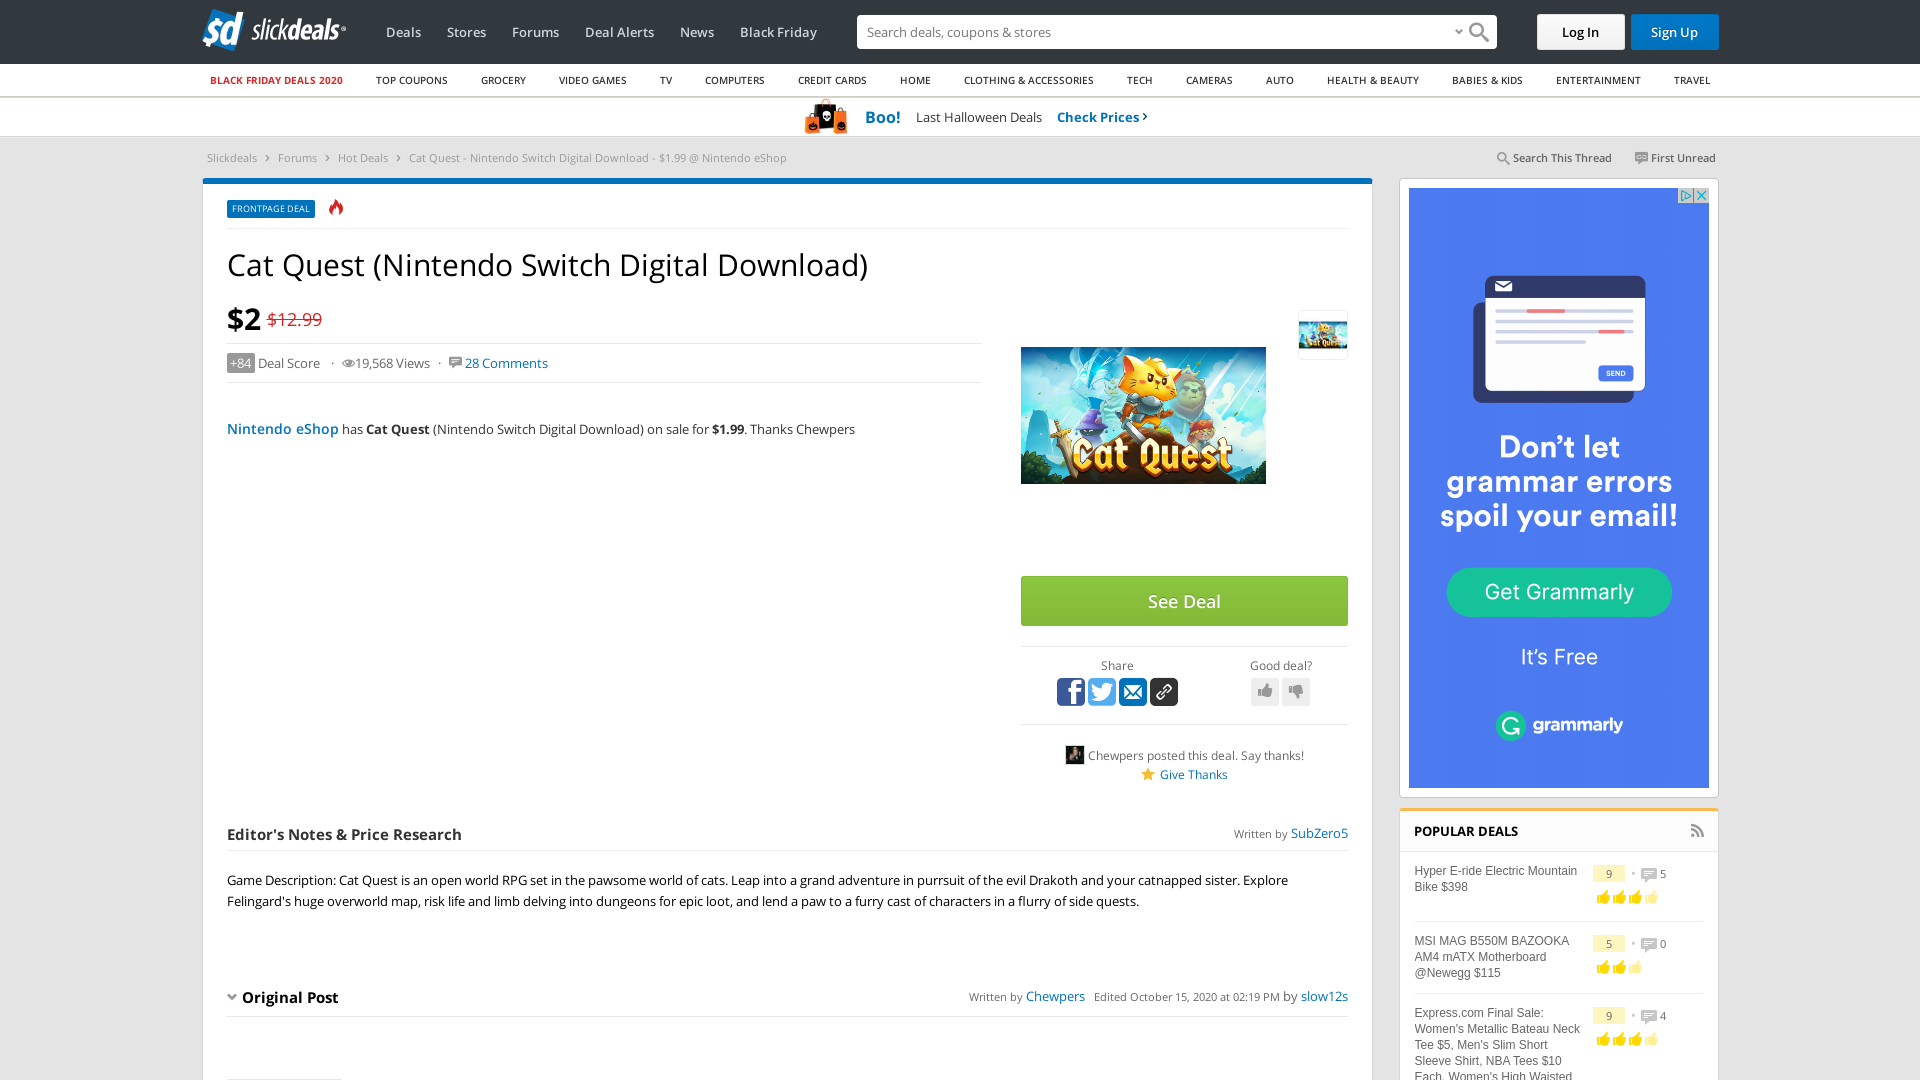 slickdeals
Deals Stores Forums Deal Alerts News Black Friday
Search deals, coupons & stores
Log In
Sign Up
BLACK FRIDAY DEALS 2020 TOP COUPONS GROCERY VIDEO GAMES TV COMPUTERS CREDIT CARDS HOME CLOTHING & ACCESSORIES TECH CAMERAS AUTO HEALTH & BEAUTY BABIES & KIDS ENTERTAINMENT TRAVEL
Boo! Last Halloween Deals Check Prices
Slickdeals › Forums › Hot Deals › Cat Quest - Nintendo Switch Digital Download - $1.99 @ Nintendo eShop
Search This Thread First Unread
FRONTPAGE DEAL
Cat Quest (Nintendo Switch Digital Download)
$2 $12.99
+84 Deal Score · 19,568 Views · 28 Comments
Nintendo eShop has Cat Quest (Nintendo Switch Digital Download) on sale for $1.99. Thanks Chewpers
Cat Quest
Cat Quest
See Deal
Share
Good deal?
Chewpers posted this deal. Say thanks!
Give Thanks
Editor's Notes & Price Research
Written by SubZero5
Game Description: Cat Quest is an open world RPG set in the pawsome world of cats. Leap into a grand adventure in purrsuit of the evil Drakoth and your catnapped sister. Explore
Felingard's huge overworld map, risk life and limb delving into dungeons for epic loot, and lend a paw to a furry cast of characters in a flurry of side quests.
Original Post
Written by Chewpers Edited October 15, 2020 at 02:19 PM by slow12s
SEND
Don't let
grammar errors
spoil your email!
Get Grammarly
It's Free
grammarly
POPULAR DEALS
Hyper E-ride Electric Mountain
Bike $398
9 • 5
MSI MAG B550M BAZOOKA
AM4 mATX Motherboard
@Newegg $115
5 • 0
Express.com Final Sale:
Women's Metallic Bateau Neck
Tee $5, Men's Slim Short
Sleeve Shirt, NBA Tees $10
Each, Women's High Waisted
9 • 4